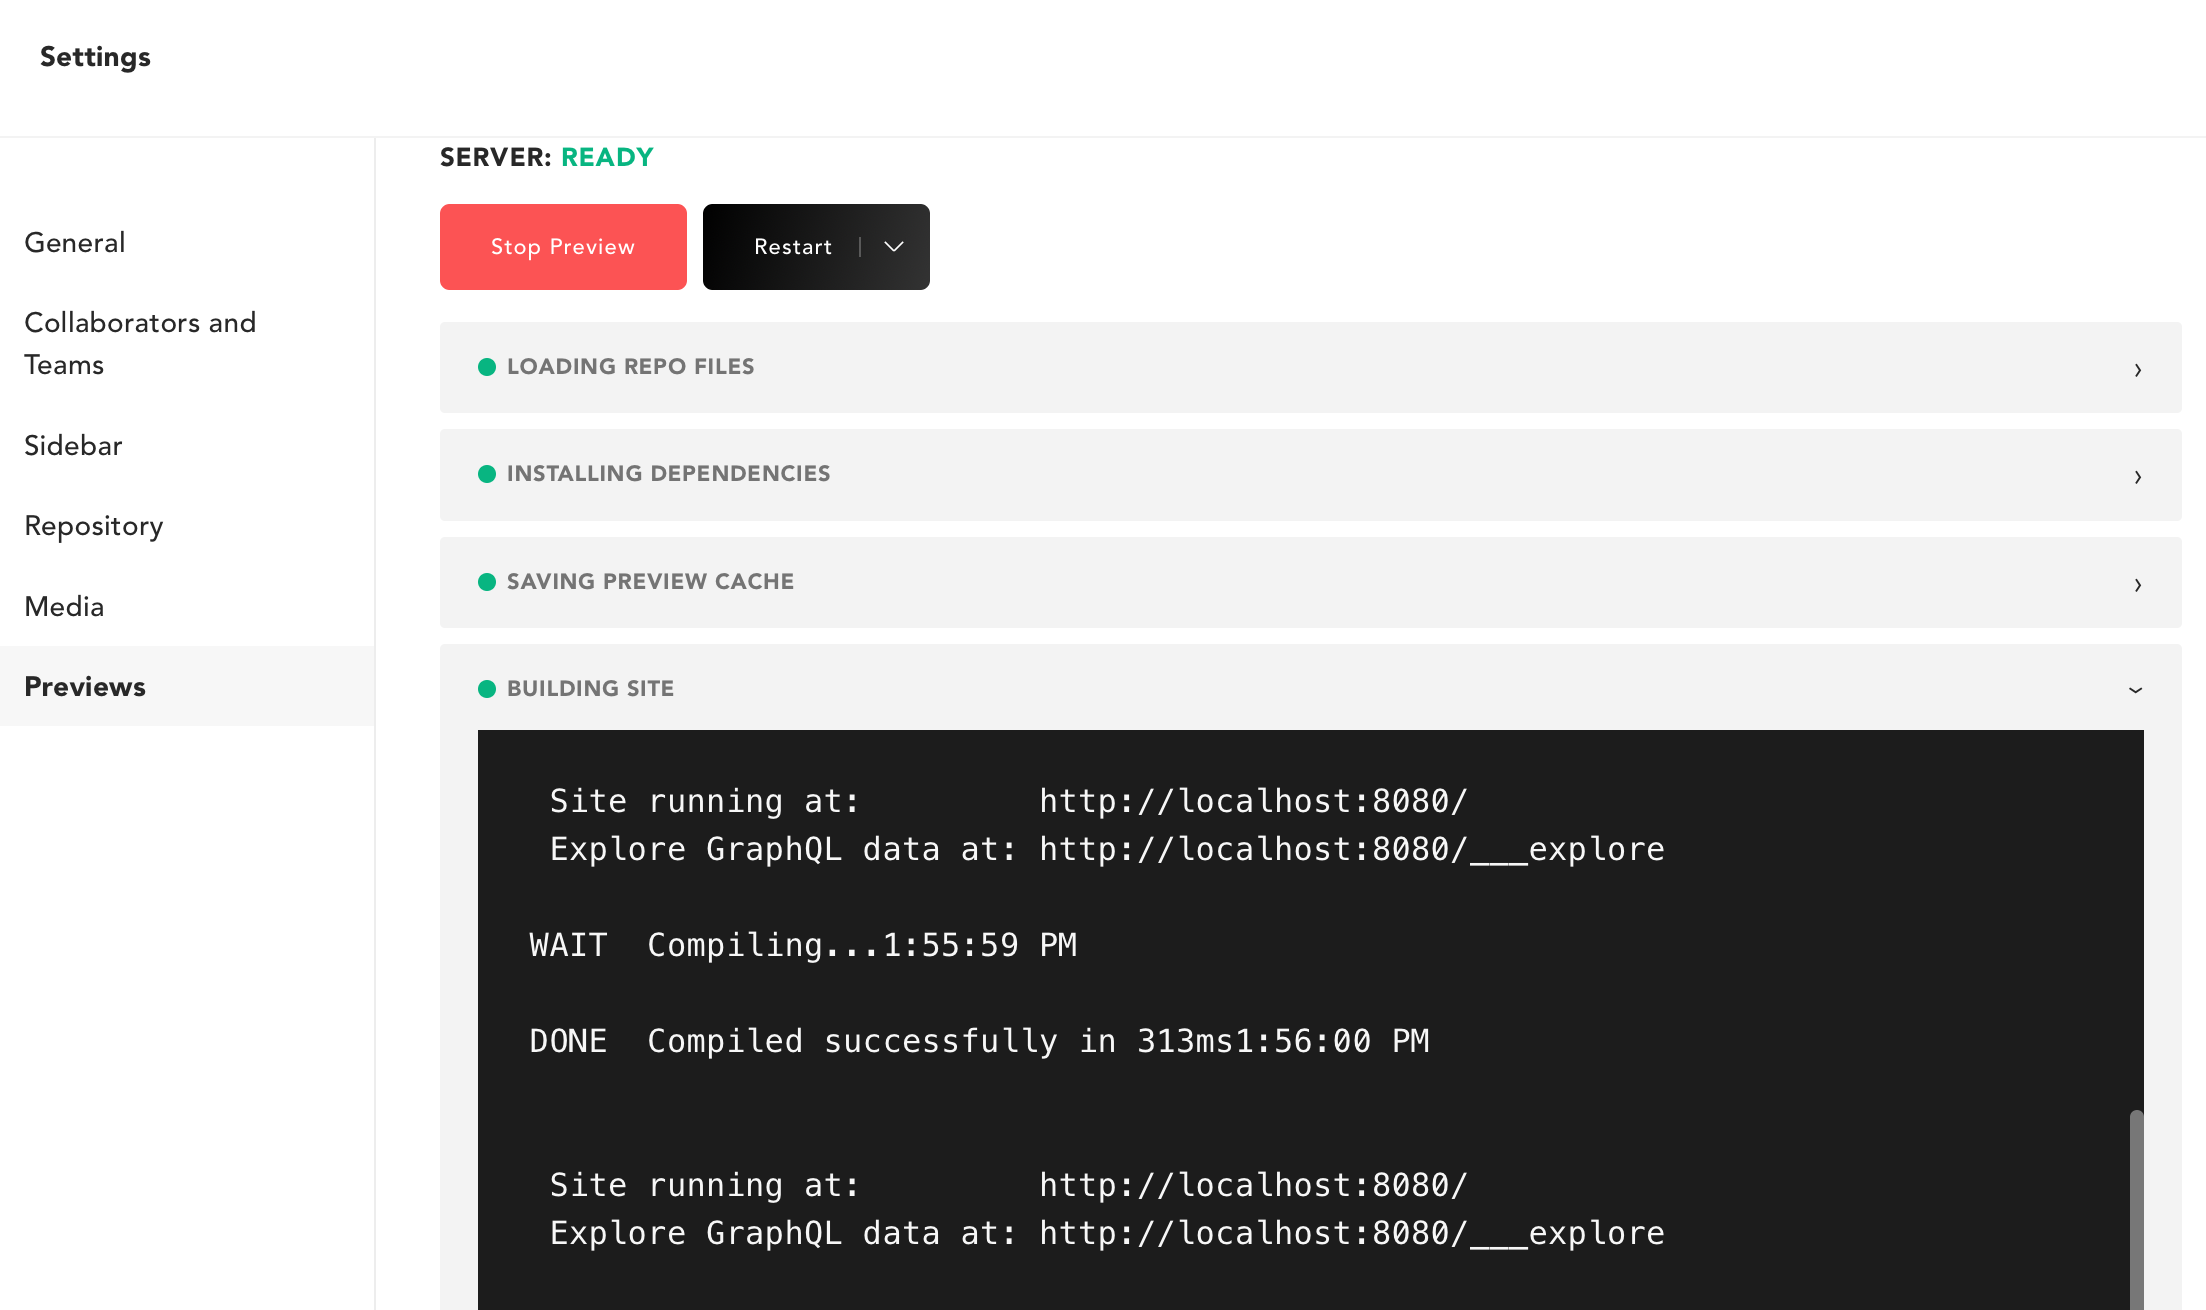 Settings
General
Collaborators and
Teams
Sidebar
Repository
Media
Previews
SERVER: READY
Stop Preview
Restart
LOADING REPO FILES
INSTALLING DEPENDENCIES
SAVING PREVIEW CACHE
BUILDING SITE
Site running at: http://localhost:8080/
Explore GraphQL data at: http://localhost:8080/___explore
WAIT Compiling...1:55:59 PM
DONE Compiled successfully in 313ms1:56:00 PM
Site running at: http://localhost:8080/
Explore GraphQL data at: http://localhost:8080/___explore